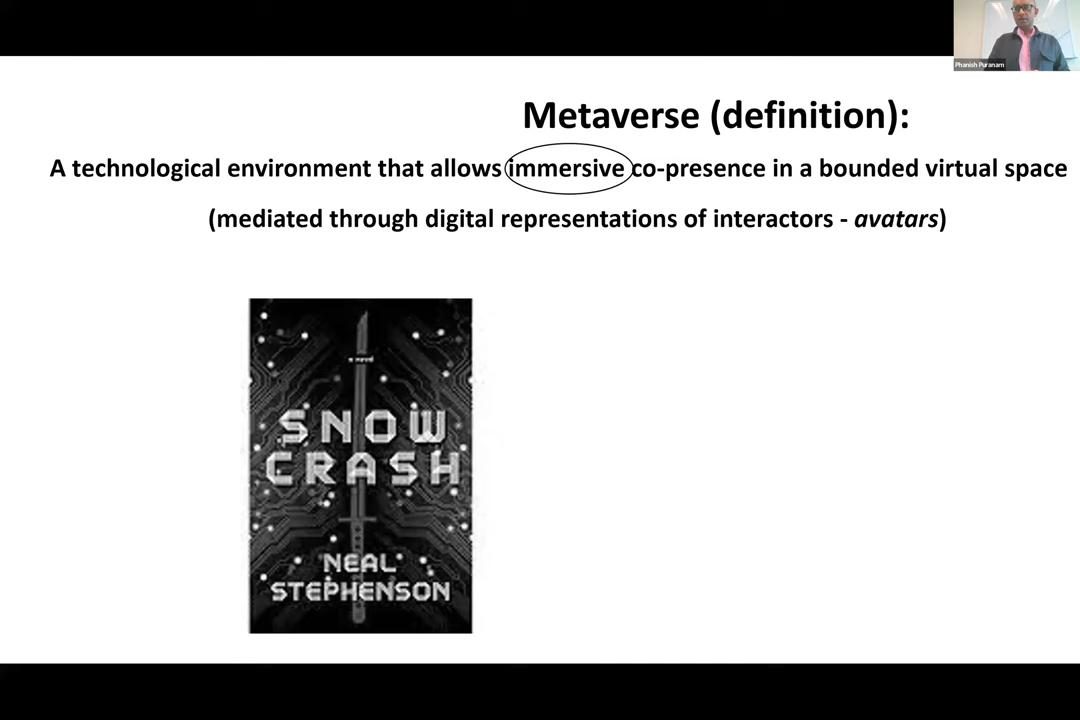 Phanish Puranam
Metaverse (definition):
A technological environment that allows immersive co-presence in a bounded virtual space
(mediated through digital representations of interactors - avatars)
a novel
SNOW
CRASH
NEAL
STEPHENSON